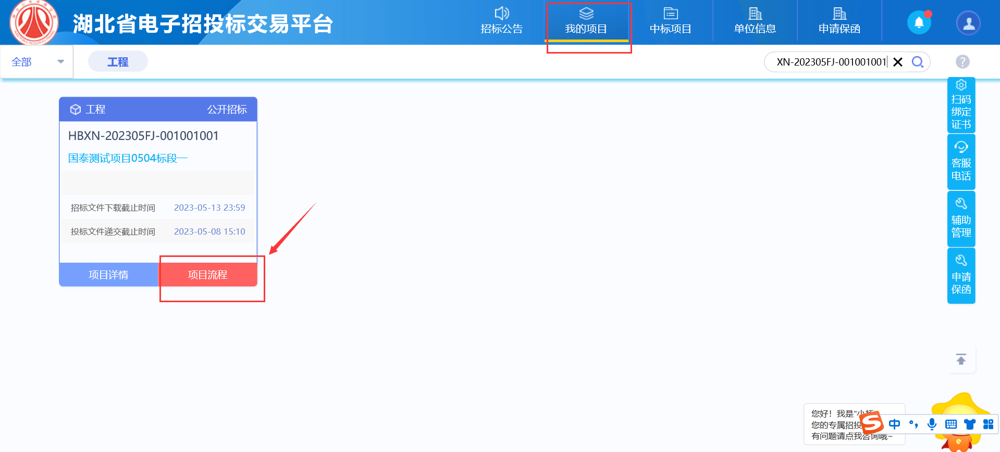 湖北省电子招投标交易平台
招标公告
我的项目
中标项目
单位信息
申请保函
全部
工程
XN-202305FJ-001001001
工程
公开招标
HBXN-202305FJ-001001001
国泰测试项目0504标段一
招标文件下载截止时间 2023-05-13 23:59
投标文件递交截止时间 2023-05-08 15:10
项目详情
项目流程
扫码
绑定
证书
客服
电话
辅助
管理
申请
保函
您好！我是"小
您的专属招投
有问题请点我咨询哦~
中